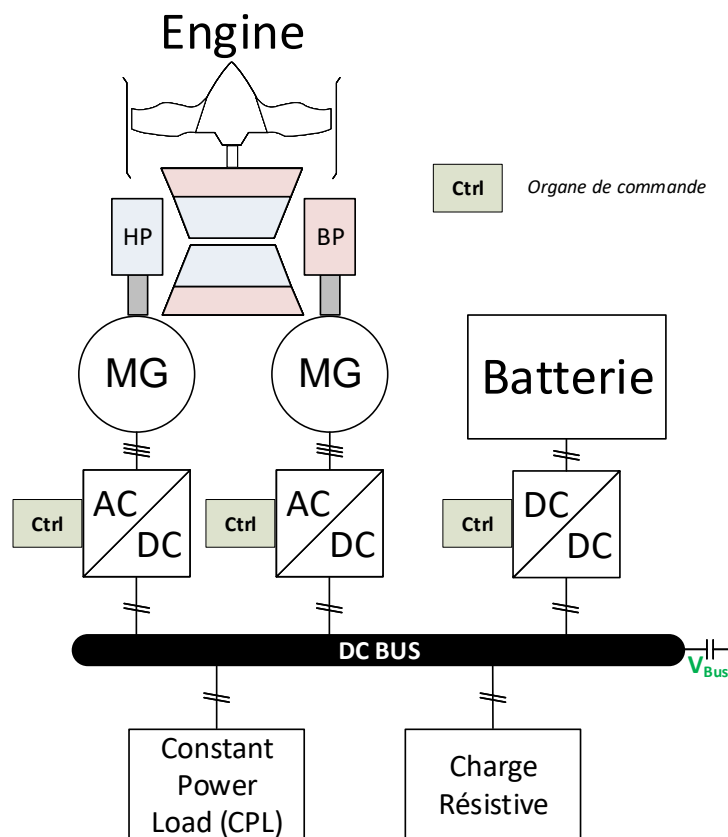 Engine
Ctrl
Organe de commande
HP
BP
MG
MG
Batterie
Ctrl
AC
DC
Ctrl
AC
DC
Ctrl
DC
DC
DC BUS
VBus
Constant
Power
Load (CPL)
Charge
Résistive